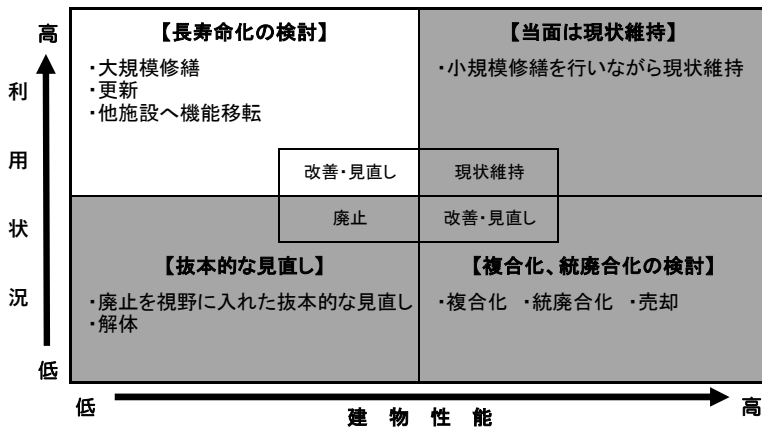 高
利用状況
低
【長寿命化の検討】
・大規模修繕
・更新
・他施設へ機能移転
【当面は現状維持】
・小規模修繕を行いながら現状維持
改善・見直し
現状維持
廃止
改善・見直し
【抜本的な見直し】
・廃止を視野に入れた抜本的な見直し
・解体
【複合化、統廃合化の検討】
・複合化 ・統廃合化 ・売却
低
建物性能
高